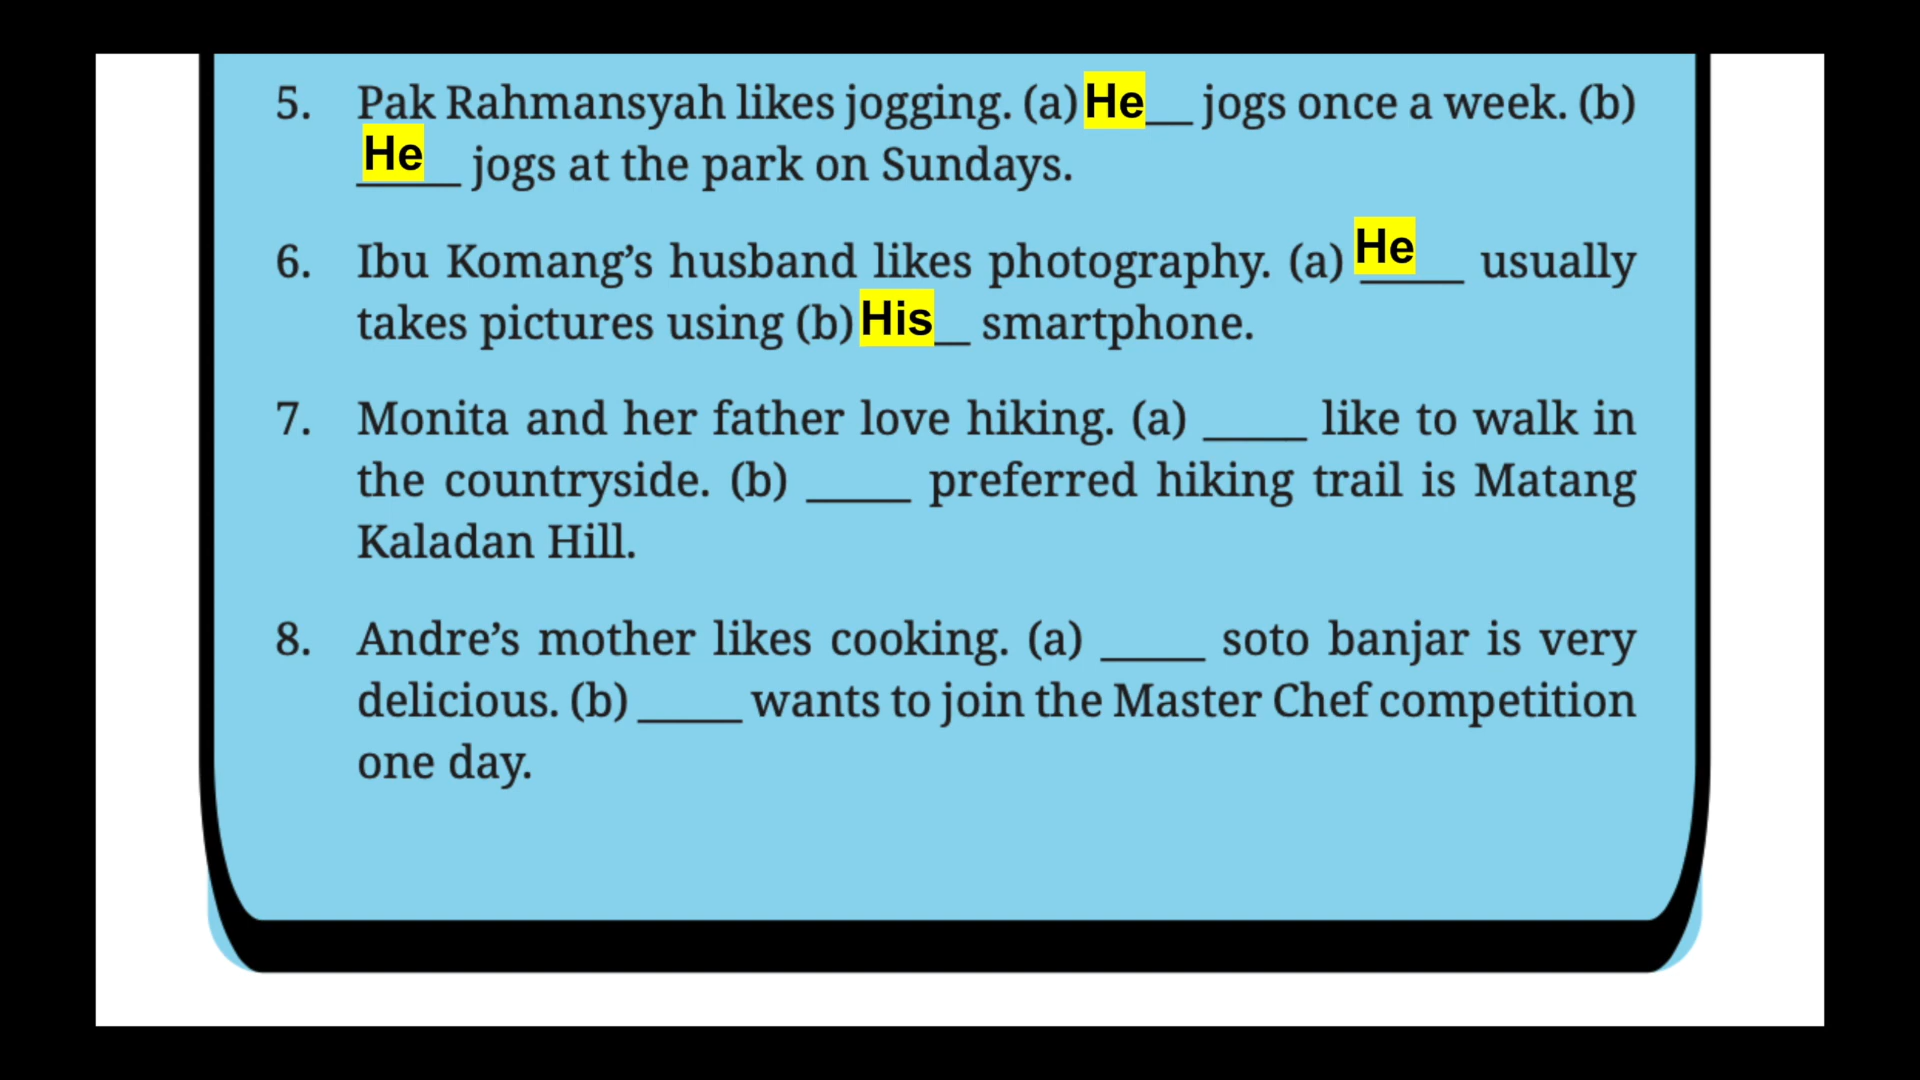 5. Pak Rahmansyah likes jogging. (a) He__ jogs once a week. (b)
He___ jogs at the park on Sundays.
6. Ibu Komang’s husband likes photography. (a) He___ usually
takes pictures using (b) His_ smartphone.
7. Monita and her father love hiking. (a) _____ like to walk in
the countryside. (b) _____ preferred hiking trail is Matang
Kaladan Hill.
8. Andre’s mother likes cooking. (a) _____ soto banjar is very
delicious. (b) _____ wants to join the Master Chef competition
one day.